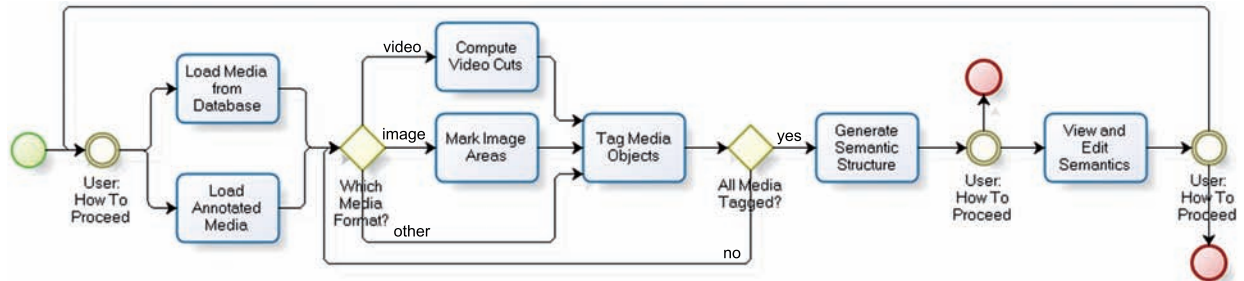 User:
How To
Proceed
Load Media
from
Database
Load
Annotated
Media
Which
Media
Format?
video
image
other
Compute
Video Cuts
Mark Image
Areas
Tag Media
Objects
All Media
Tagged?
yes
no
Generate
Semantic
Structure
User:
How To
Proceed
View and
Edit
Semantics
User:
How To
Proceed